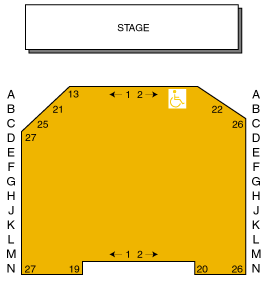 STAGE
A 13 ← 1 2 → A
B 21 22 B
C 25 26 C
D 27 D
E E
F F
G G
H H
J J
K K
L L
M ← 1 2 → M
N 27 19 20 26 N